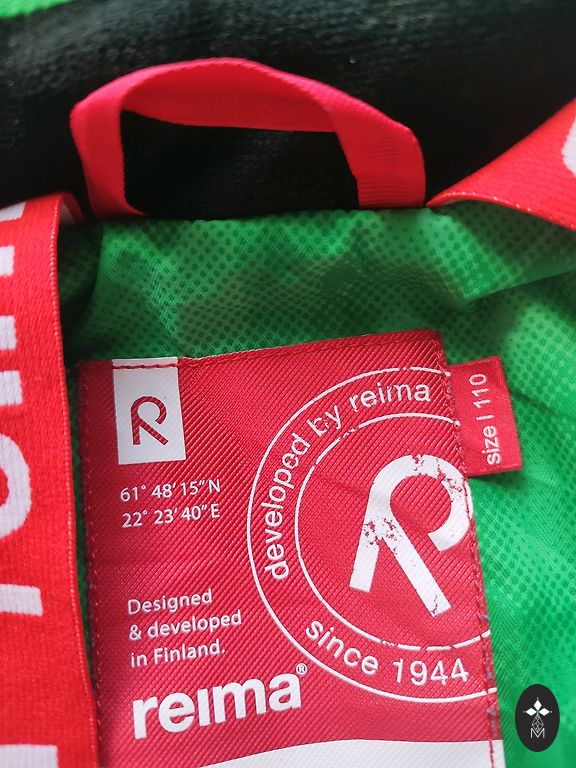 developed by reima
size | 110
R
61° 48' 15" N
22° 23' 40" E
R
Designed
& developed
in Finland.
since 1944
reima®